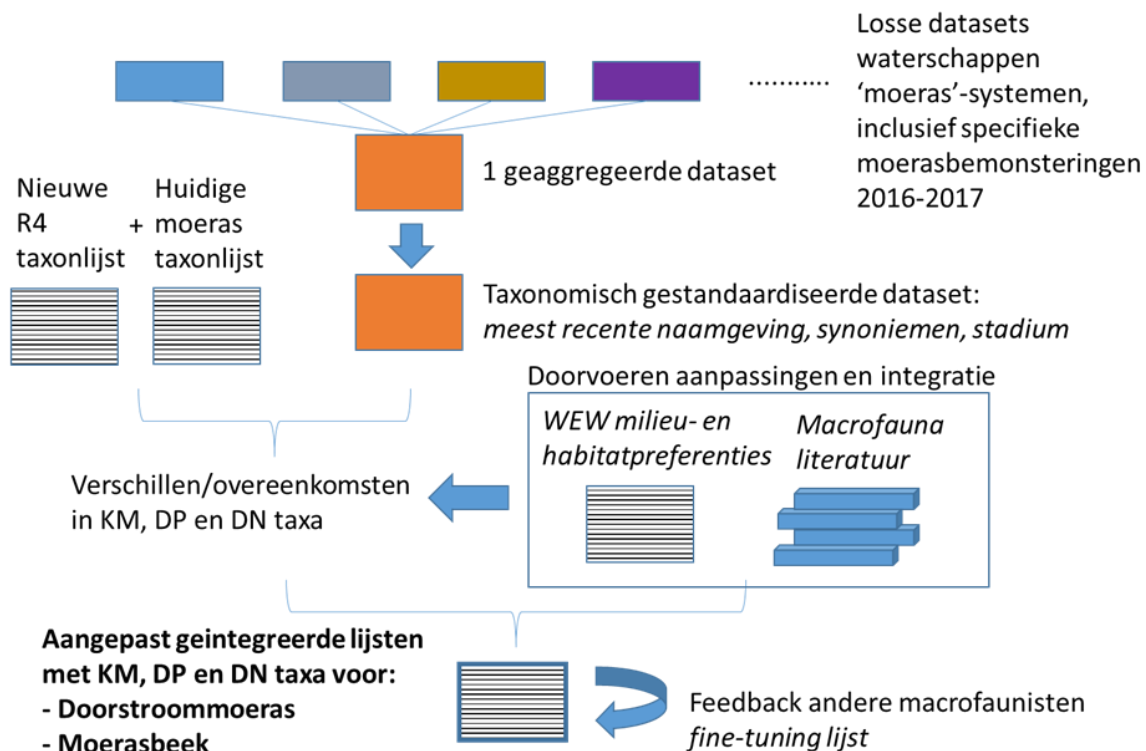 Losse datasets
waterschappen
‘moeras’-systemen,
inclusief specifieke
moerasbemonsteringen
2016-2017
...........
1 geaggregeerde dataset
Nieuwe
R4
taxonlijst
+
Huidige
moeras
taxonlijst
Taxonomisch gestandaardiseerde dataset:
meest recente naamgeving, synoniemen, stadium
Doorvoeren aanpassingen en integratie
WEW milieu- en
habitatpreferenties
Macrofauna
literatuur
Verschillen/overeenkomsten
in KM, DP en DN taxa
Aangepast geintegreerde lijsten
met KM, DP en DN taxa voor:
- Doorstroommoeras
- Moerasbeek
Feedback andere macrofaunisten
fine-tuning lijst